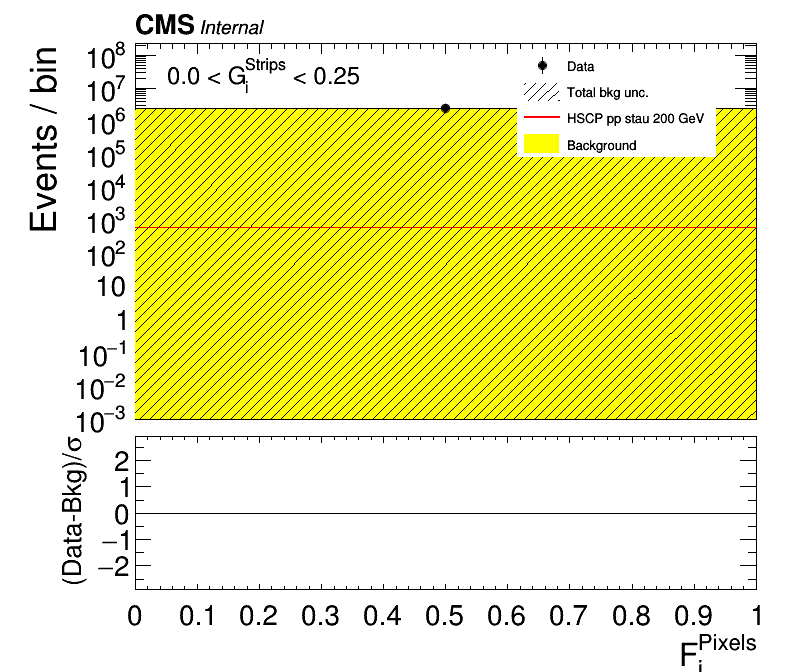 CMS Internal
0.0 < G_i^Strips < 0.25
Data
Total bkg unc.
HSCP pp stau 200 GeV
Background
Events / bin
10^8
10^7
10^6
10^5
10^4
10^3
10^2
10
1
10^−1
10^−2
10^−3
(Data-Bkg)/σ
2
1
0
−1
−2
0 0.1 0.2 0.3 0.4 0.5 0.6 0.7 0.8 0.9 1
F_i^Pixels